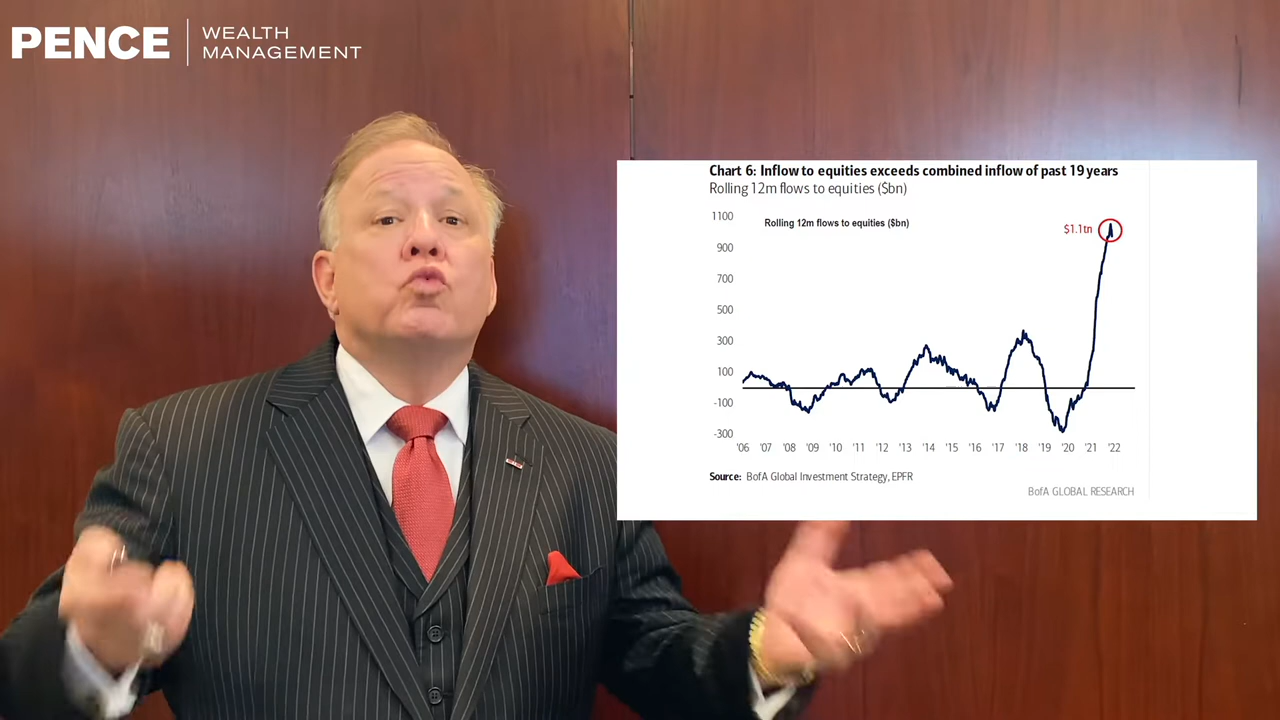 PENCE
WEALTH
MANAGEMENT
Chart 6: Inflow to equities exceeds combined inflow of past 19 years
Rolling 12m flows to equities ($bn)
Rolling 12m flows to equities ($bn)
$1.1tn
1100
900
700
500
300
100
-100
-300
'06 '07 '08 '09 '10 '11 '12 '13 '14 '15 '16 '17 '18 '19 '20 '21 '22
Source: BofA Global Investment Strategy, EPFR
BofA GLOBAL RESEARCH